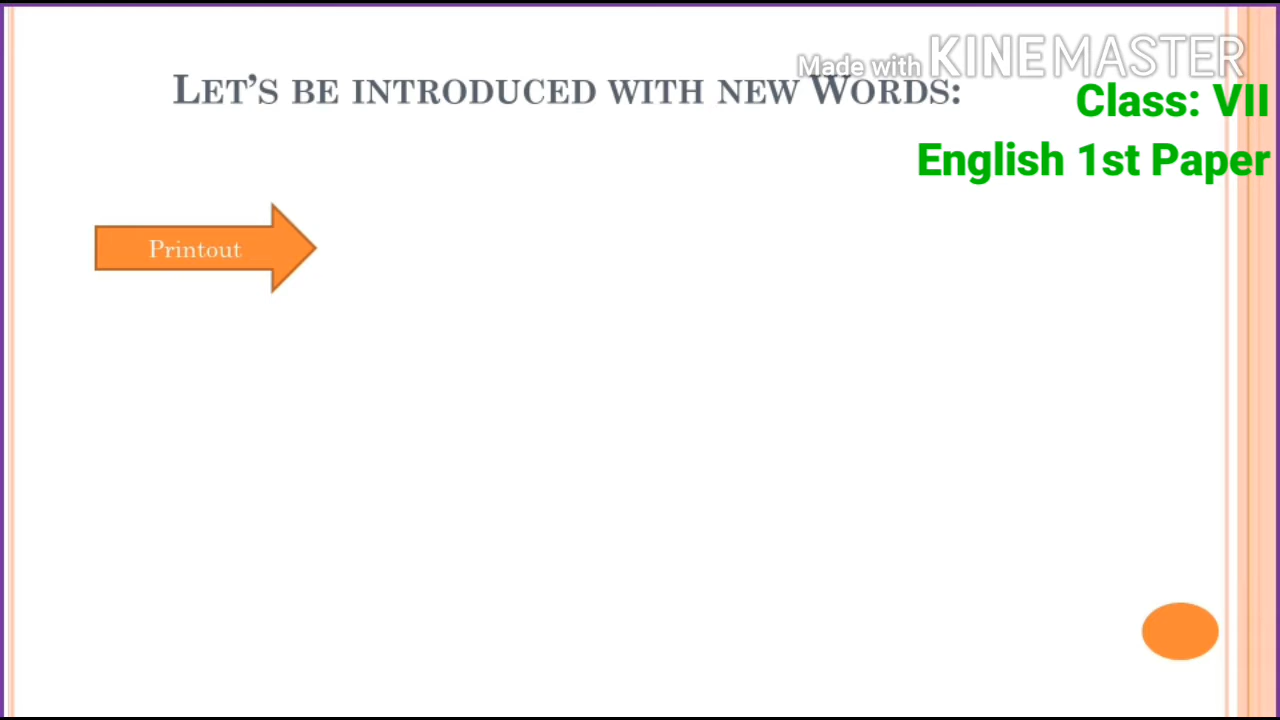 Made with KINEMASTER
LET'S BE INTRODUCED WITH NEW WORDS:
Class: VII
English 1st Paper
Printout